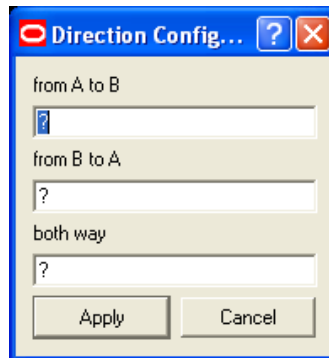 Direction Config... ?
from A to B
?
from B to A
?
both way
?
Apply Cancel